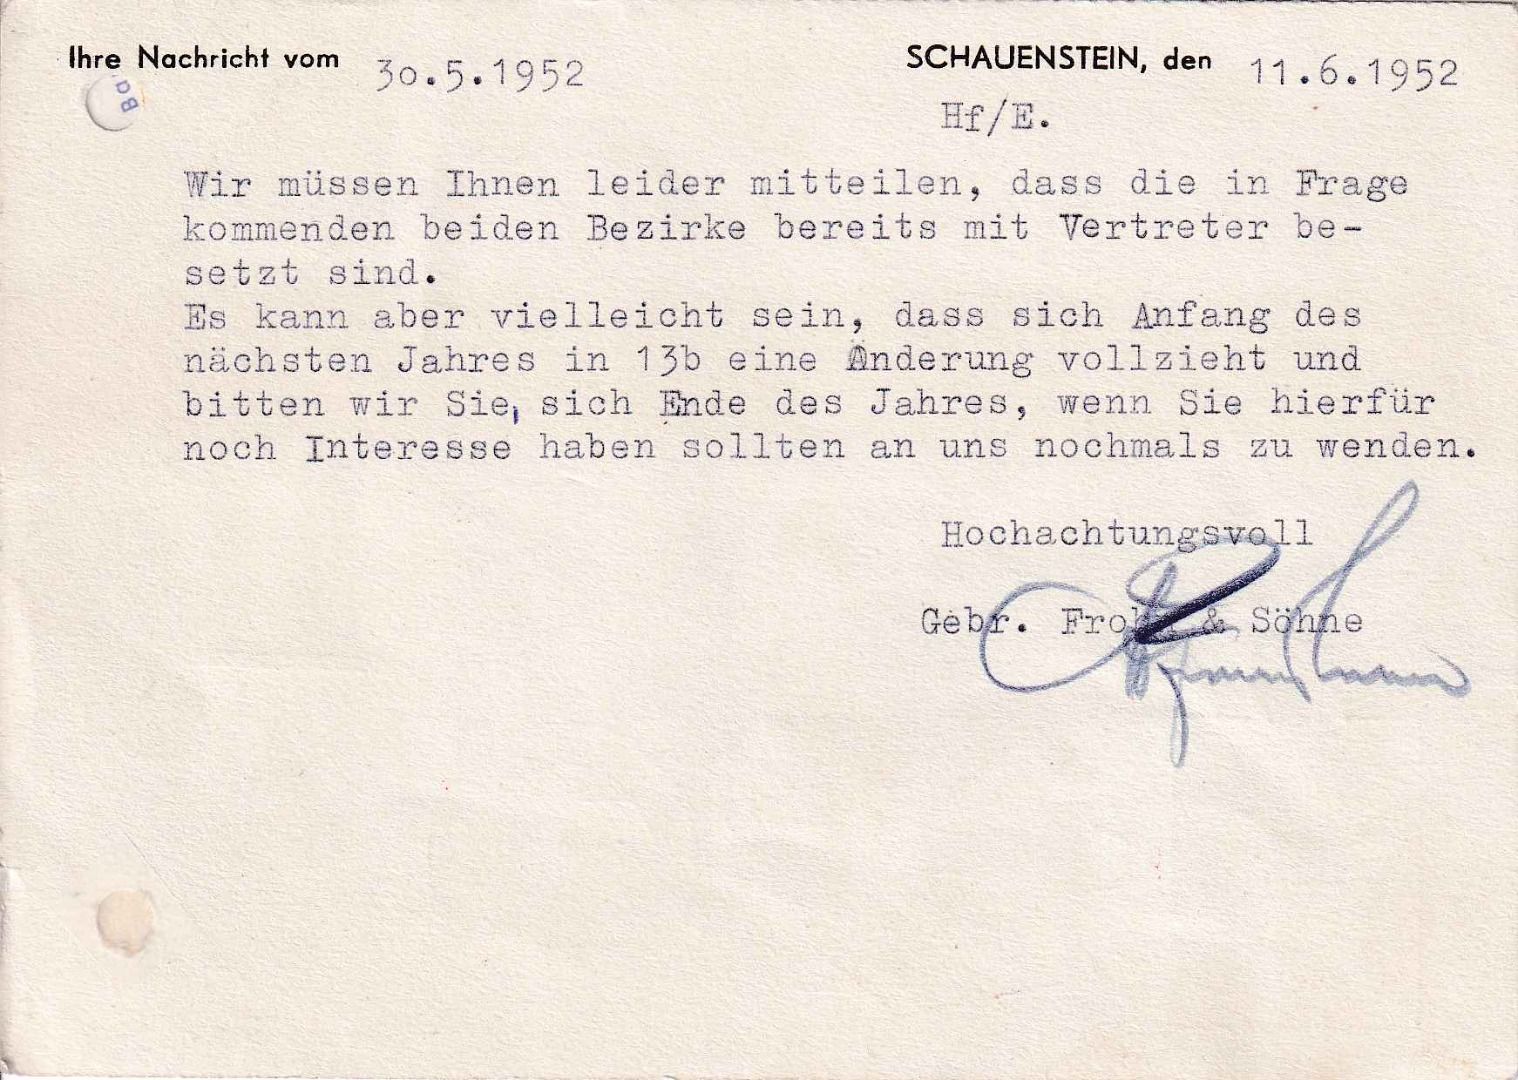 Ihre Nachricht vom 30.5.1952
SCHAUENSTEIN, den 11.6.1952
Ba
Hf/E.
Wir müssen Ihnen leider mitteilen, dass die in Frage
kommenden beiden Bezirke bereits mit Vertreter be-
setzt sind.
Es kann aber vielleicht sein, dass sich Anfang des
nächsten Jahres in 13b eine Änderung vollzieht und
bitten wir Sie, sich Ende des Jahres, wenn Sie hierfür
noch Interesse haben sollten an uns nochmals zu wenden.
Hochachtungsvoll
Gebr. & Söhne